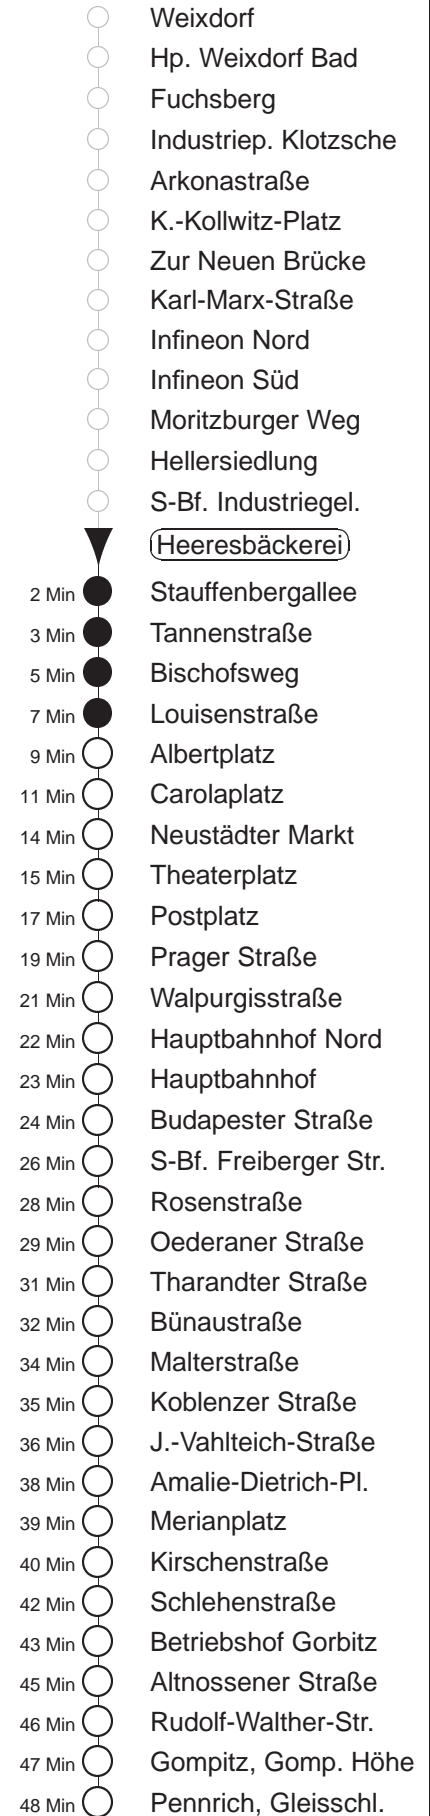 Weixdorf
Hp. Weixdorf Bad
Fuchsberg
Industriep. Klotzsche
Arkonastraße
K.-Kollwitz-Platz
Zur Neuen Brücke
Karl-Marx-Straße
Infineon Nord
Infineon Süd
Moritzburger Weg
Hellersiedlung
S-Bf. Industriegel.
Heeresbäckerei
2 Min Stauffenbergallee
3 Min Tannenstraße
5 Min Bischofsweg
7 Min Louisenstraße
9 Min Albertplatz
11 Min Carolaplatz
14 Min Neustädter Markt
15 Min Theaterplatz
17 Min Postplatz
19 Min Prager Straße
21 Min Walpurgisstraße
22 Min Hauptbahnhof Nord
23 Min Hauptbahnhof
24 Min Budapester Straße
26 Min S-Bf. Freiberger Str.
28 Min Rosenstraße
29 Min Oederaner Straße
31 Min Tharandter Straße
32 Min Bünaustraße
34 Min Malterstraße
35 Min Koblenzer Straße
36 Min J.-Vahlteich-Straße
38 Min Amalie-Dietrich-Pl.
39 Min Merianplatz
40 Min Kirschenstraße
42 Min Schlehenstraße
43 Min Betriebshof Gorbitz
45 Min Altnossener Straße
46 Min Rudolf-Walther-Str.
47 Min Gompitz, Gomp. Höhe
48 Min Pennrich, Gleisschl.